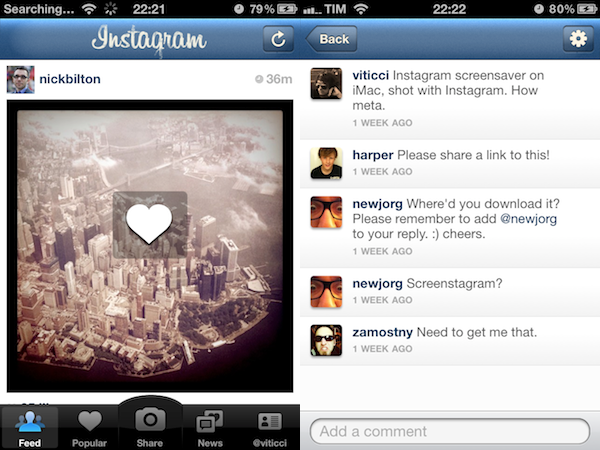 Searching... 22:21 79%
Instagram
nickbilton 36m
Feed Popular Share News @viticci
TIM 22:22 80%
Back
viticci Instagram screensaver on
iMac, shot with Instagram. How
meta.
1 WEEK AGO
harper Please share a link to this!
1 WEEK AGO
newjorg Where'd you download it?
Please remember to add @newjorg
to your reply. :) cheers.
1 WEEK AGO
newjorg Screenstagram?
1 WEEK AGO
zamostny Need to get me that.
1 WEEK AGO
Add a comment